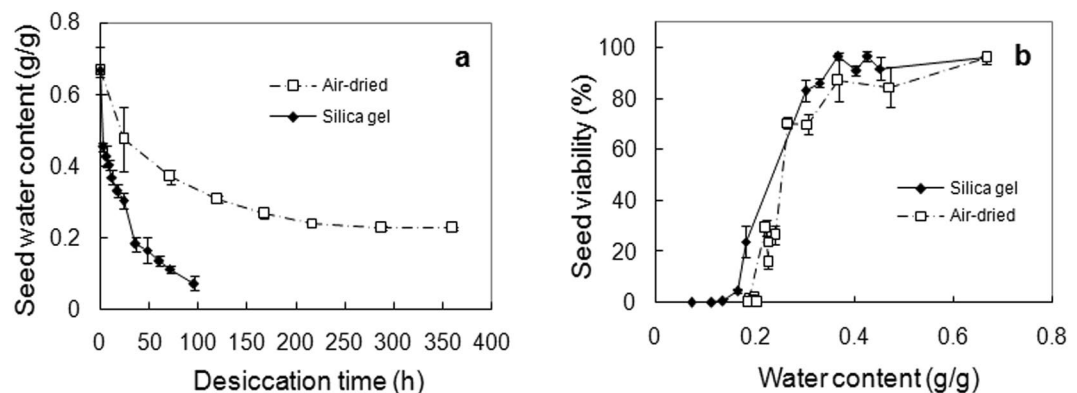 Seed water content (g/g)
0.8
0.6
0.4
0.2
0
a
Air-dried
Silica gel
0 50 100 150 200 250 300 350 400
Desiccation time (h)
Seed viability (%)
100
80
60
40
20
0
b
Silica gel
Air-dried
0 0.2 0.4 0.6 0.8
Water content (g/g)